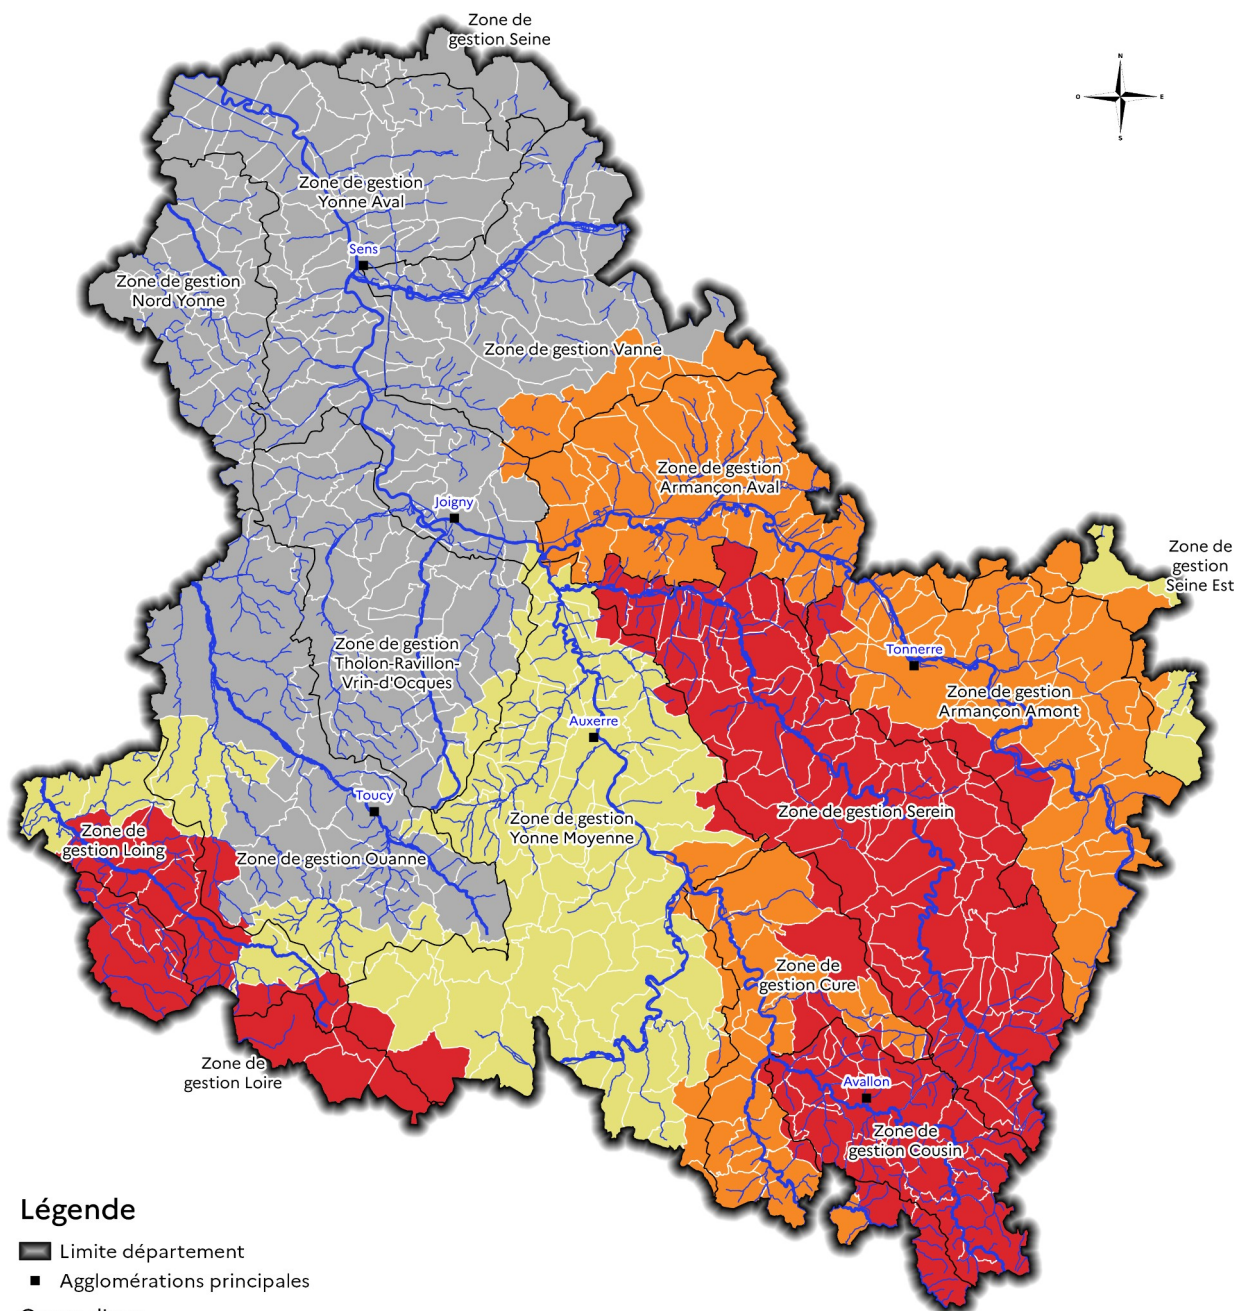 Zone de
gestion Seine
N
O
E
S
Zone de gestion
Yonne Aval
Sens
Zone de gestion
Nord Yonne
Zone de gestion Vanne
Zone de gestion
Armançon Aval
Joigny
Zone de
gestion
Seine Est
Zone de gestion
Tholon-Ravillon-
Vrin-d'Ocques
Tonnerre
Zone de gestion
Armançon Amont
Auxerre
Toucy
Zone de gestion
Yonne Moyenne
Zone de gestion Serein
Zone de
gestion Loing
Zone de gestion Ouanne
Zone de
gestion Cure
Zone de
gestion Loire
Avallon
Zone de
gestion Cousin
Légende
Limite département
Agglomérations principales